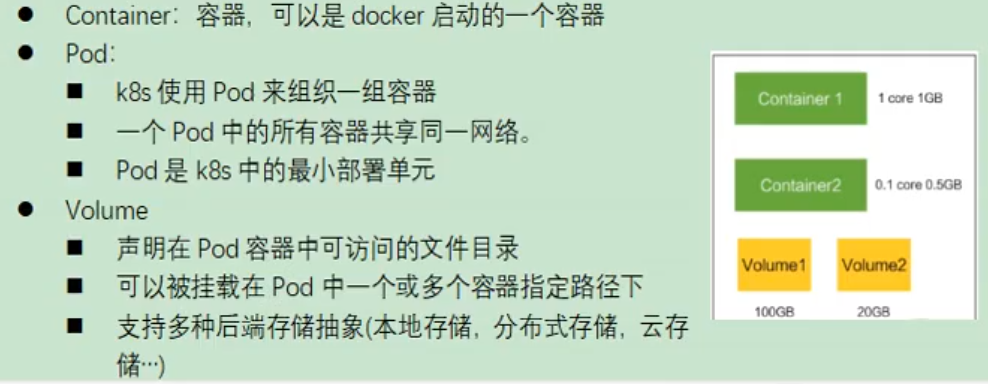 ● Container：容器，可以是 docker 启动的一个容器
● Pod：
■ k8s 使用 Pod 来组织一组容器
■ 一个 Pod 中的所有容器共享同一网络。
■ Pod 是 k8s 中的最小部署单元
● Volume
■ 声明在 Pod 容器中可访问的文件目录
■ 可以被挂载在 Pod 中一个或多个容器指定路径下
■ 支持多种后端存储抽象(本地存储，分布式存储，云存
储…)
Container 1
1 core 1GB
Container2
0.1 core 0.5GB
Volume1
Volume2
100GB
20GB